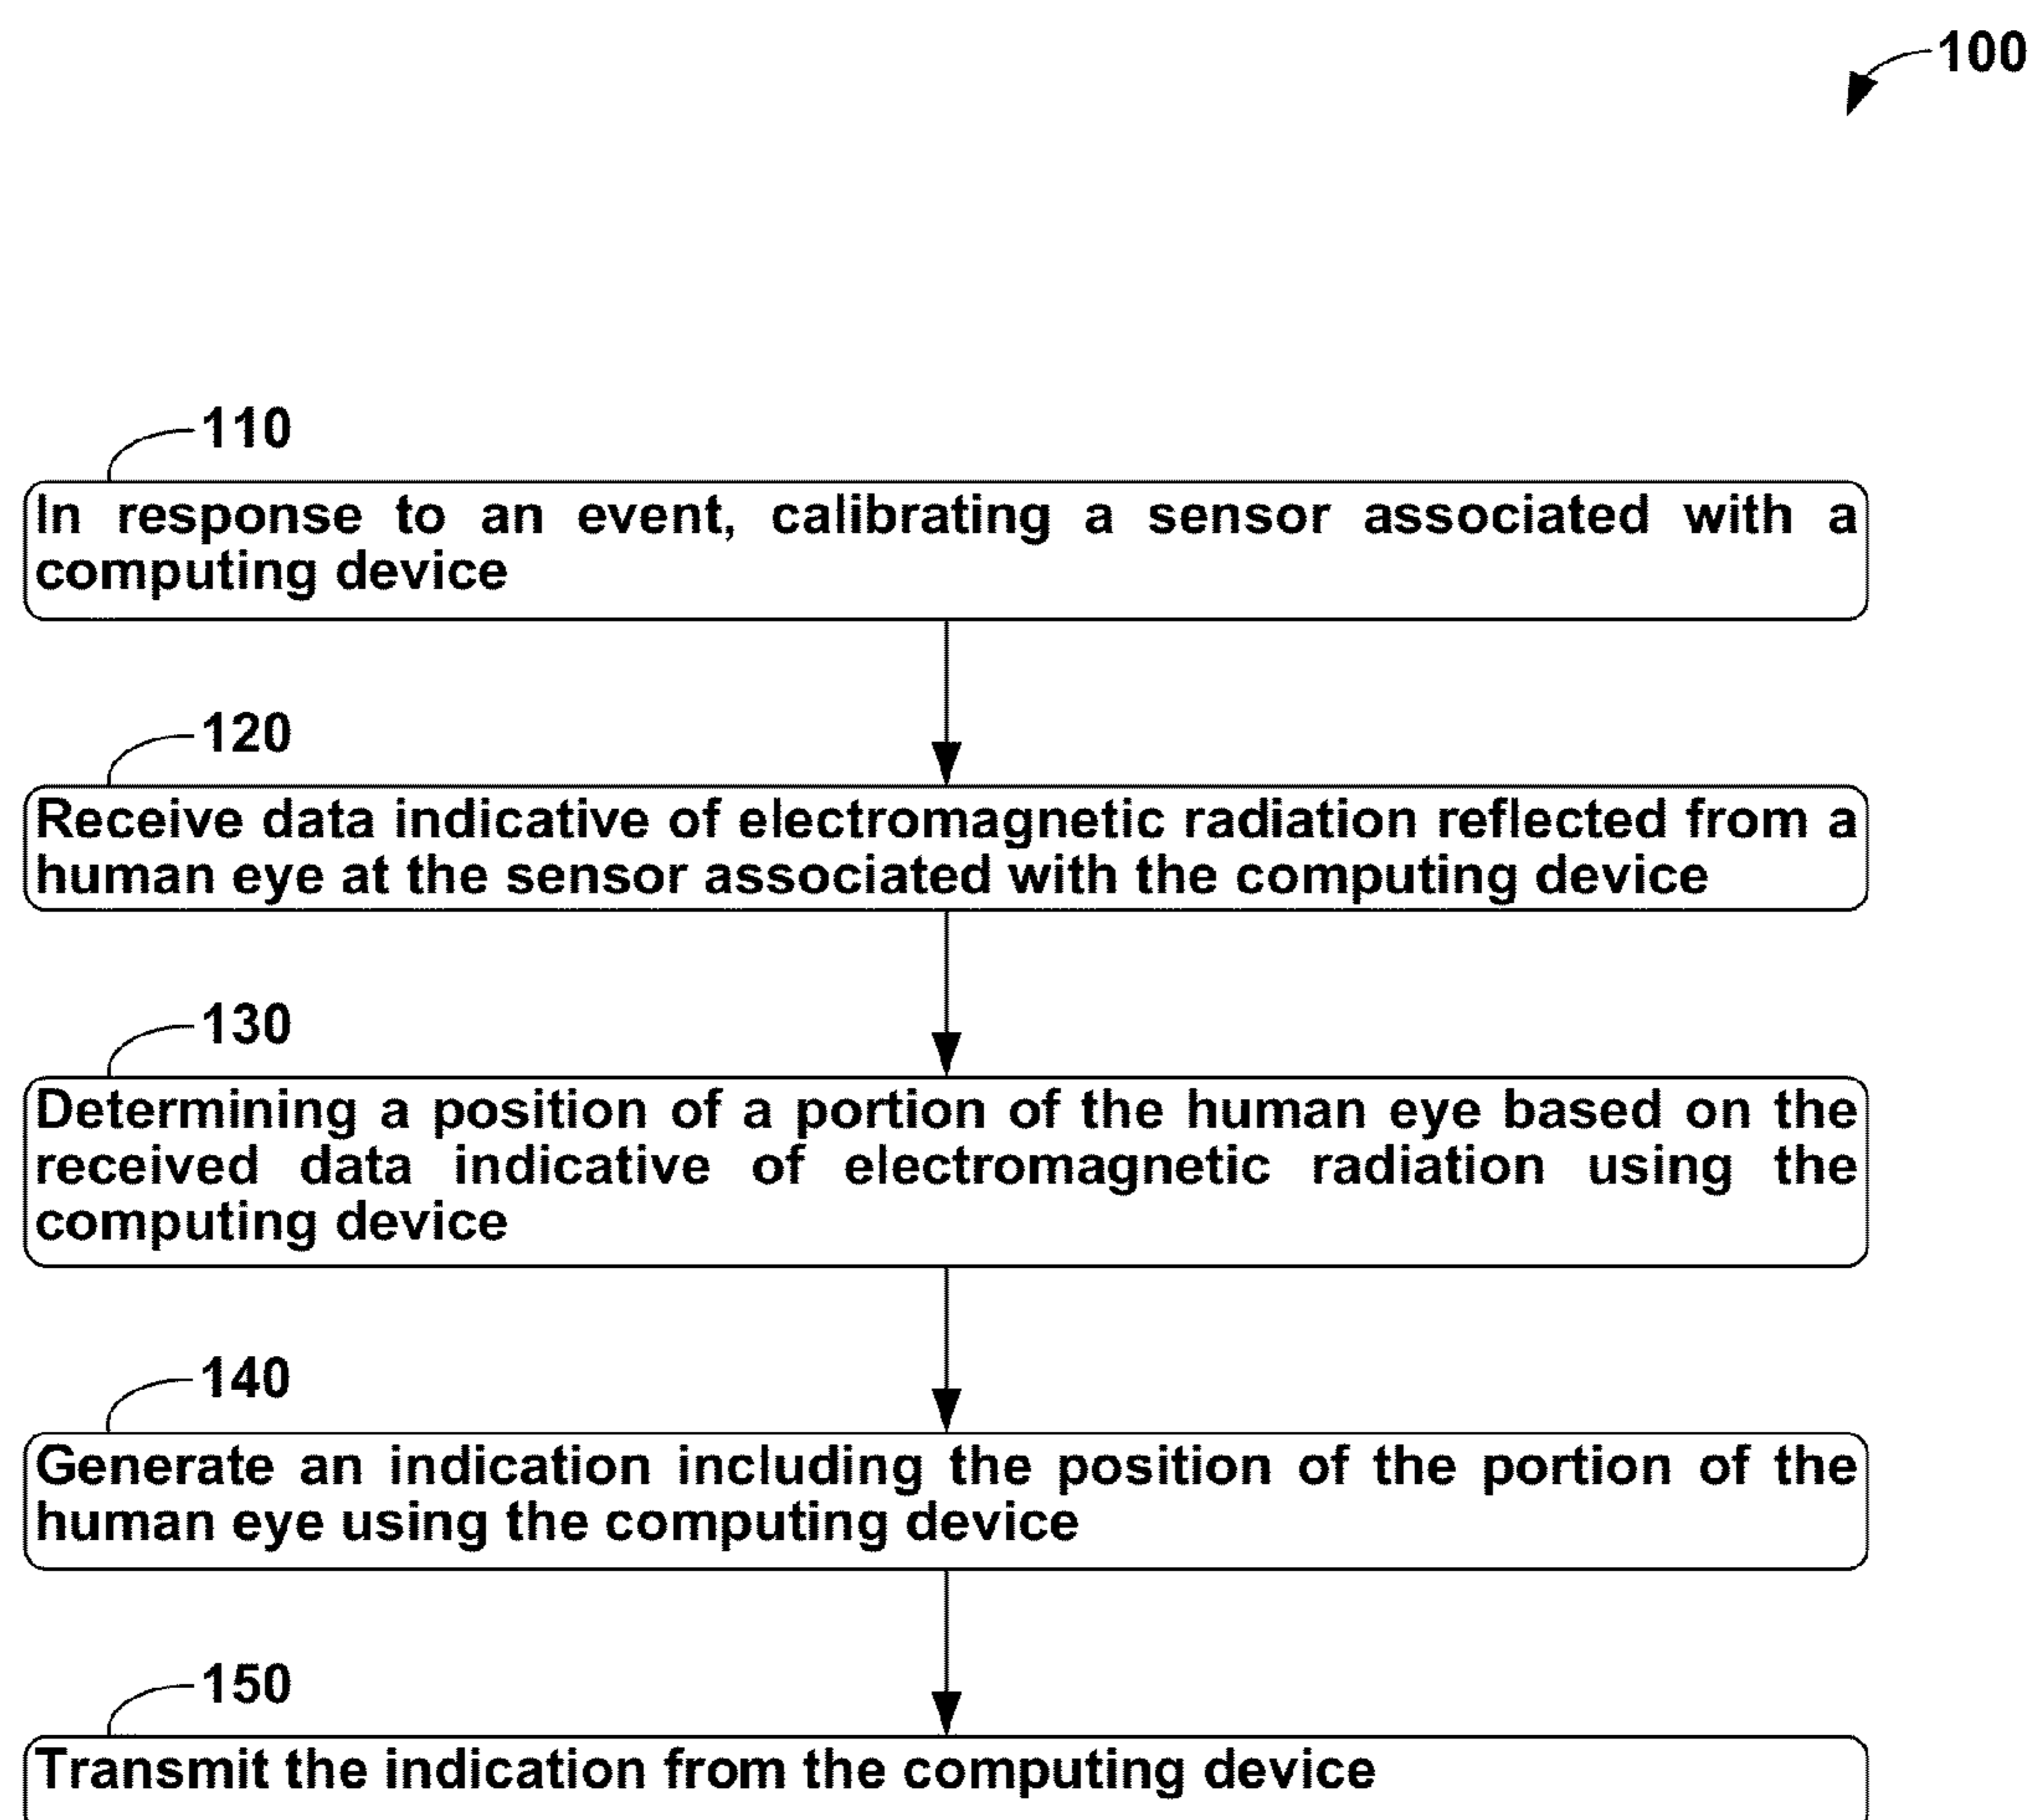 100
110
In response to an event, calibrating a sensor associated with a
computing device
120
Receive data indicative of electromagnetic radiation reflected from a
human eye at the sensor associated with the computing device
130
Determining a position of a portion of the human eye based on the
received data indicative of electromagnetic radiation using the
computing device
140
Generate an indication including the position of the portion of the
human eye using the computing device
150
Transmit the indication from the computing device